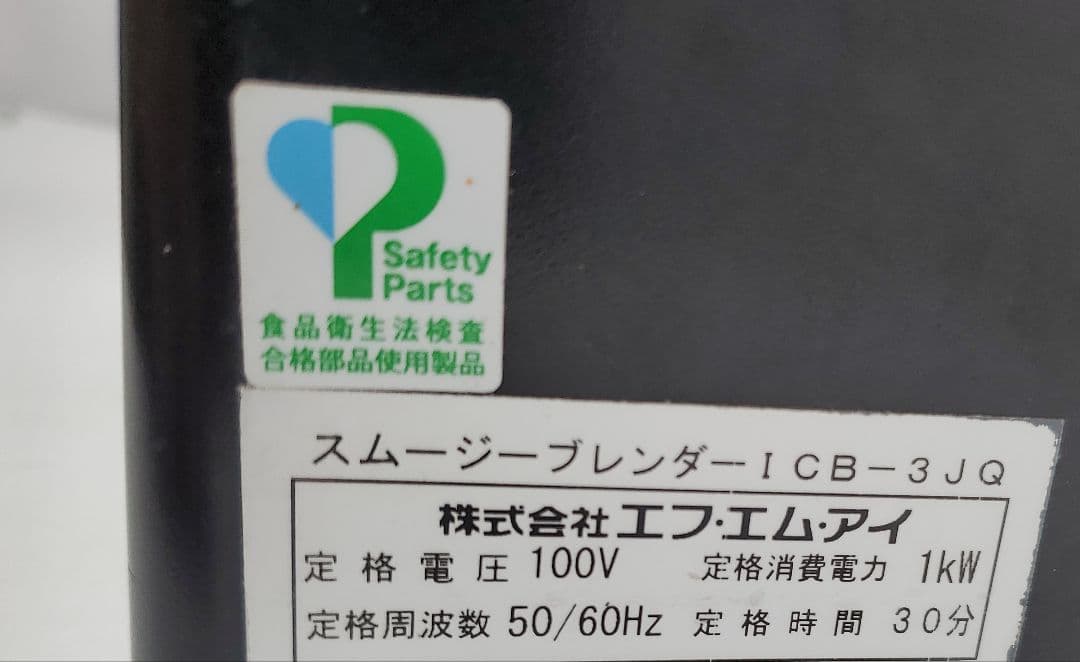 Safety
Parts
食品衛生法検査
合格部品使用製品
スムージーブレンダーICB-3JQ
株式会社エフ・エム・アイ
定格電圧 100V 定格消費電力 1kW
定格周波数 50/60Hz 定格時間 30分